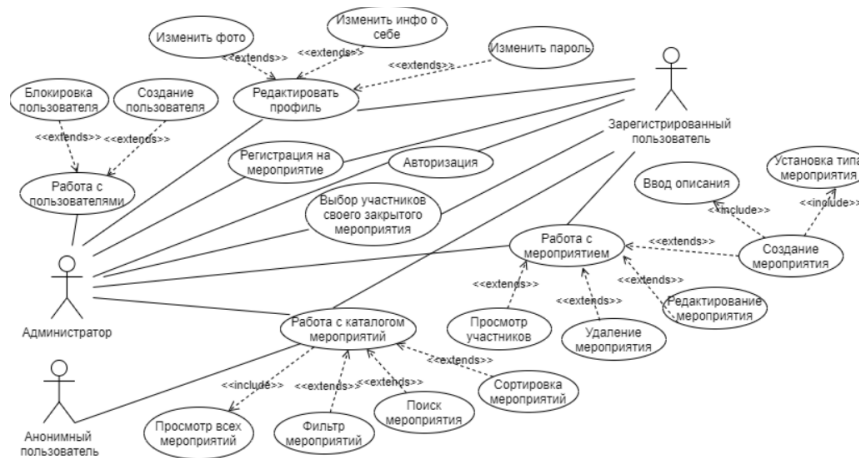 Изменить фото
Изменить инфо о
себе
Изменить пароль
<<extends>>
<<extends>>
<<extends>>
Редактировать
профиль
Блокировка
пользователя
Создание
пользователя
<<extends>>
<<extends>>
Работа с
пользователями
Зарегистрированный
пользователь
Регистрация на
мероприятие
Авторизация
Выбор участников
своего закрытого
мероприятия
Установка типа
мероприятия
Ввод описания
<<include>>
<<include>>
Работа с
мероприятием
<<extends>>
Создание
мероприятия
Администратор
<<extends>>
<<extends>>
<<extends>>
Просмотр
участников
Удаление
мероприятия
Редактирование
мероприятия
Работа с каталогом
мероприятий
<<include>>
<<extends>>
<<extends>>
<<extends>>
Просмотр всех
мероприятий
Фильтр
мероприятий
Поиск
мероприятия
Сортировка
мероприятий
Анонимный
пользователь